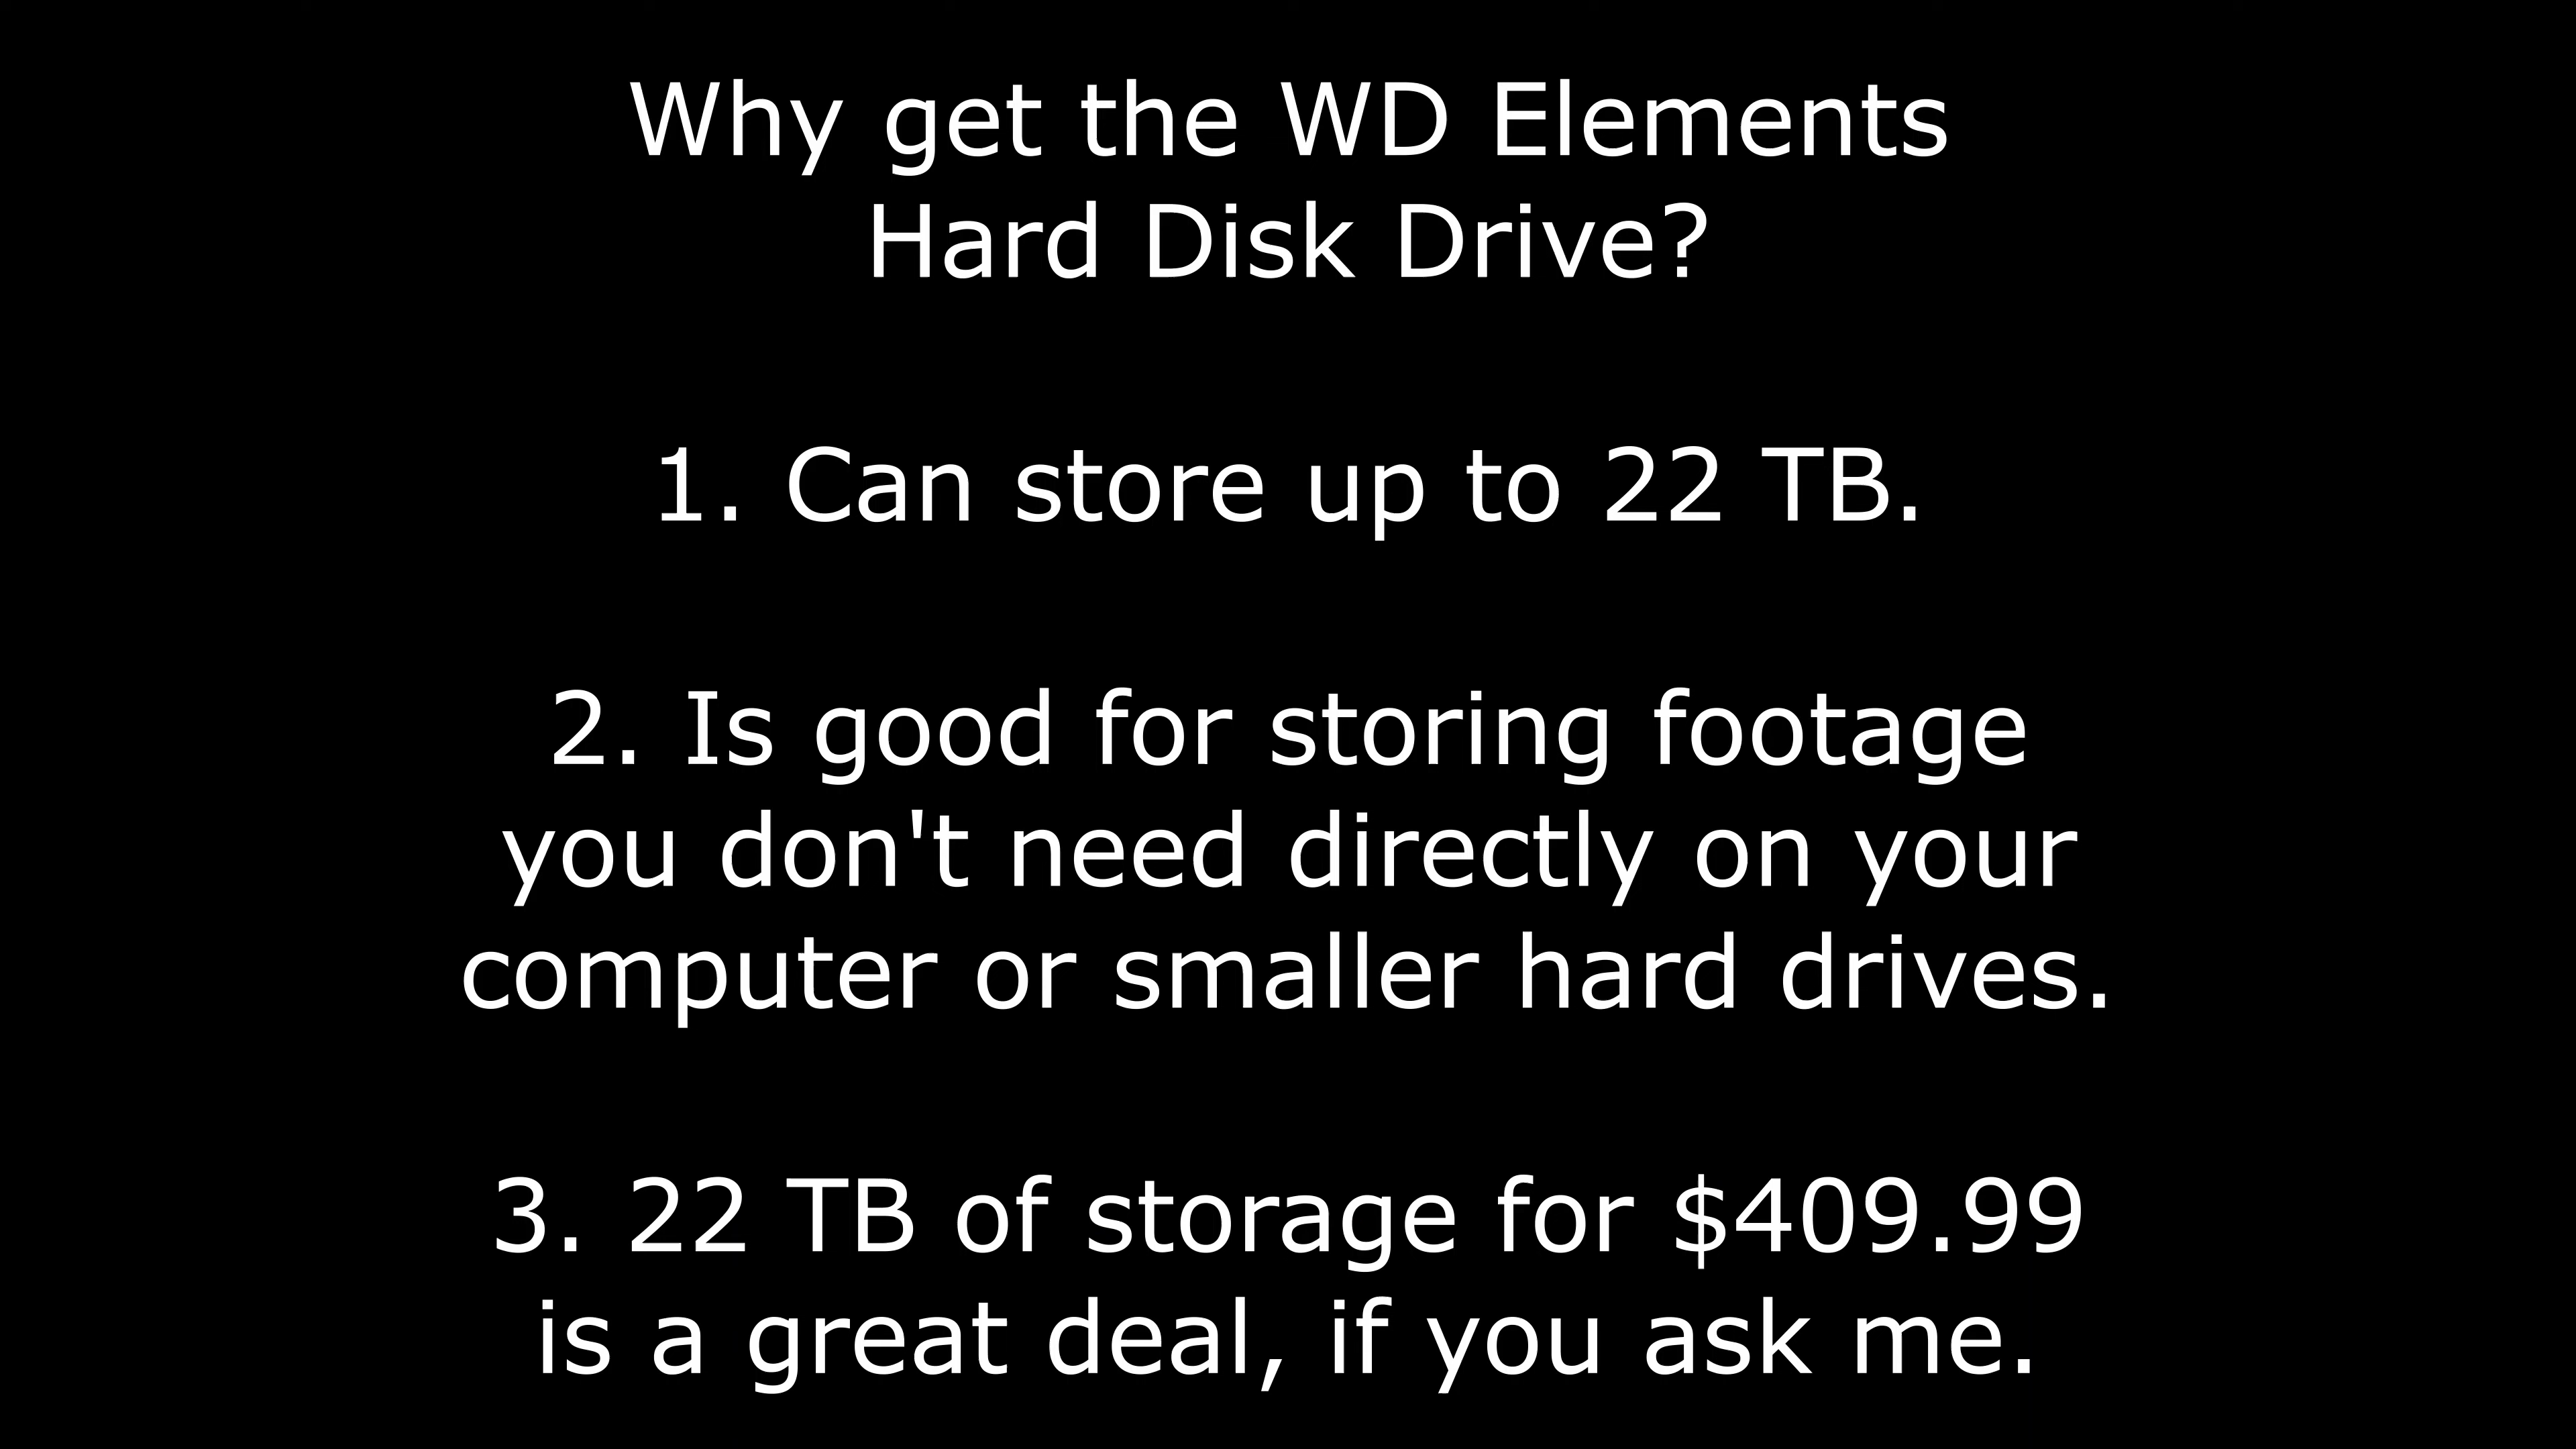 Why get the WD Elements
Hard Disk Drive?
1. Can store up to 22 TB.
2. Is good for storing footage
you don't need directly on your
computer or smaller hard drives.
3. 22 TB of storage for $409.99
is a great deal, if you ask me.